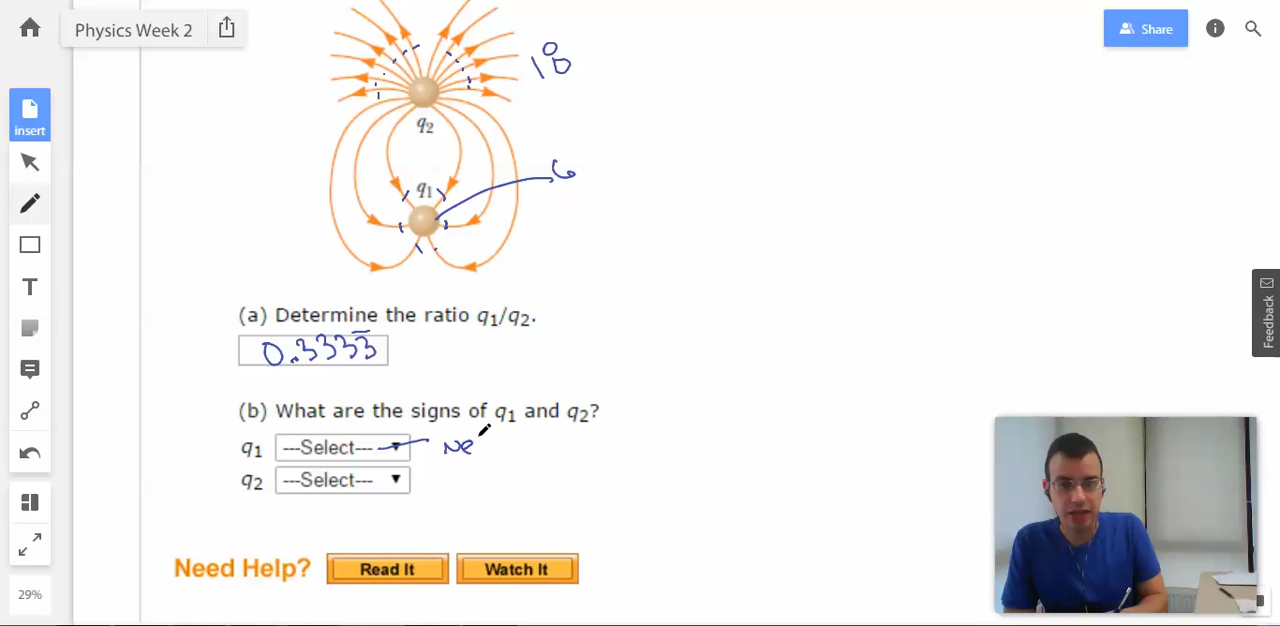 Physics Week 2
Share
insert
18
q2
q1
6
(a) Determine the ratio q1/q2.
0.3333̅
(b) What are the signs of q1 and q2?
q1 ---Select--- Ne
q2 ---Select---
Need Help? Read It Watch It
T
29%
Feedback